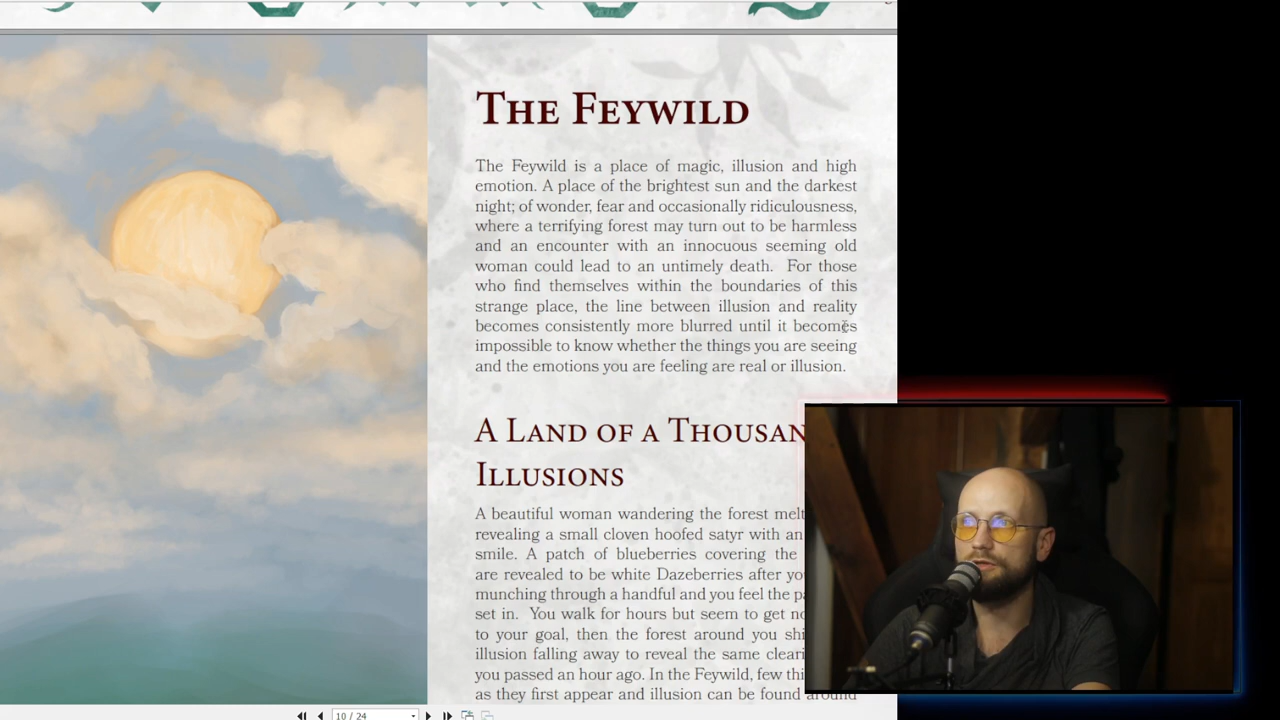 The Feywild
The Feywild is a place of magic, illusion and high
emotion. A place of the brightest sun and the darkest
night; of wonder, fear and occasionally ridiculousness,
where a terrifying forest may turn out to be harmless
and an encounter with an innocuous seeming old
woman could lead to an untimely death. For those
who find themselves within the boundaries of this
strange place, the line between illusion and reality
becomes consistently more blurred until it becomes
impossible to know whether the things you are seeing
and the emotions you are feeling are real or illusion.
A Land of a Thousan
Illusions
A beautiful woman wandering the forest melt
revealing a small cloven hoofed satyr with an
smile. A patch of blueberries covering the
are revealed to be white Dazeberries after yo
munching through a handful and you feel the pa
set in. You walk for hours but seem to get no
to your goal, then the forest around you shi
illusion falling away to reveal the same cleari
you passed an hour ago. In the Feywild, few thi
as they first appear and illusion can be found around
10 / 24